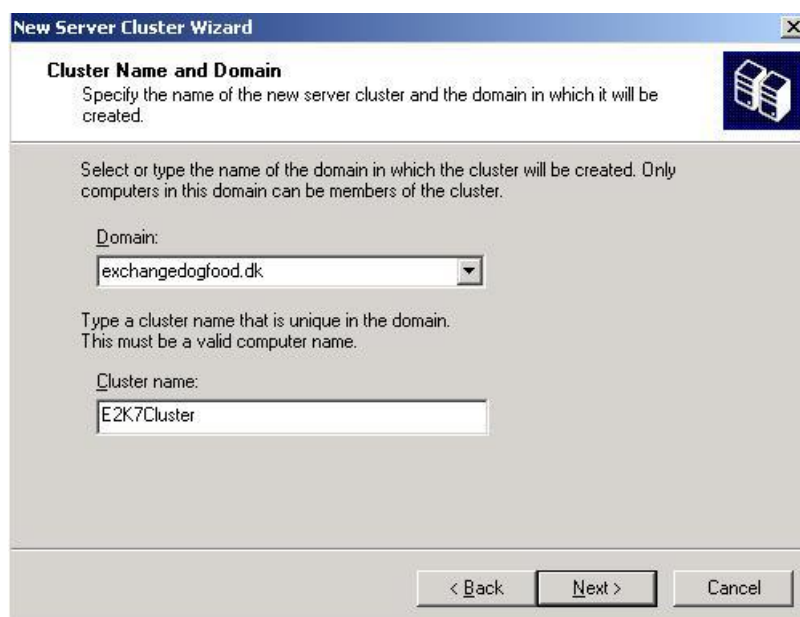 New Server Cluster Wizard
Cluster Name and Domain
Specify the name of the new server cluster and the domain in which it will be
created.
Select or type the name of the domain in which the cluster will be created. Only
computers in this domain can be members of the cluster.
Domain:
exchangedogfood.dk
Type a cluster name that is unique in the domain.
This must be a valid computer name.
Cluster name:
E2K7Cluster
< Back Next > Cancel